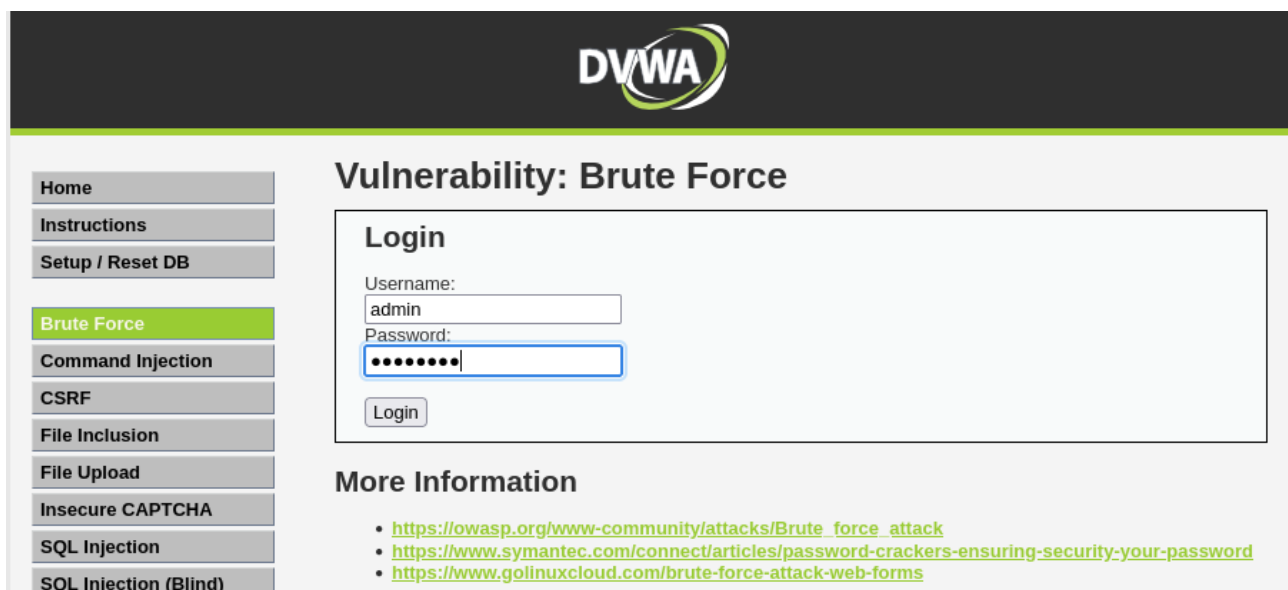 DVWA
Home
Instructions
Setup / Reset DB
Brute Force
Command Injection
CSRF
File Inclusion
File Upload
Insecure CAPTCHA
SQL Injection
SQL Injection (Blind)
Vulnerability: Brute Force
Login
Username:
admin
Password:
••••••••
Login
More Information
• https://owasp.org/www-community/attacks/Brute_force_attack
• https://www.symantec.com/connect/articles/password-crackers-ensuring-security-your-password
• https://www.golinuxcloud.com/brute-force-attack-web-forms